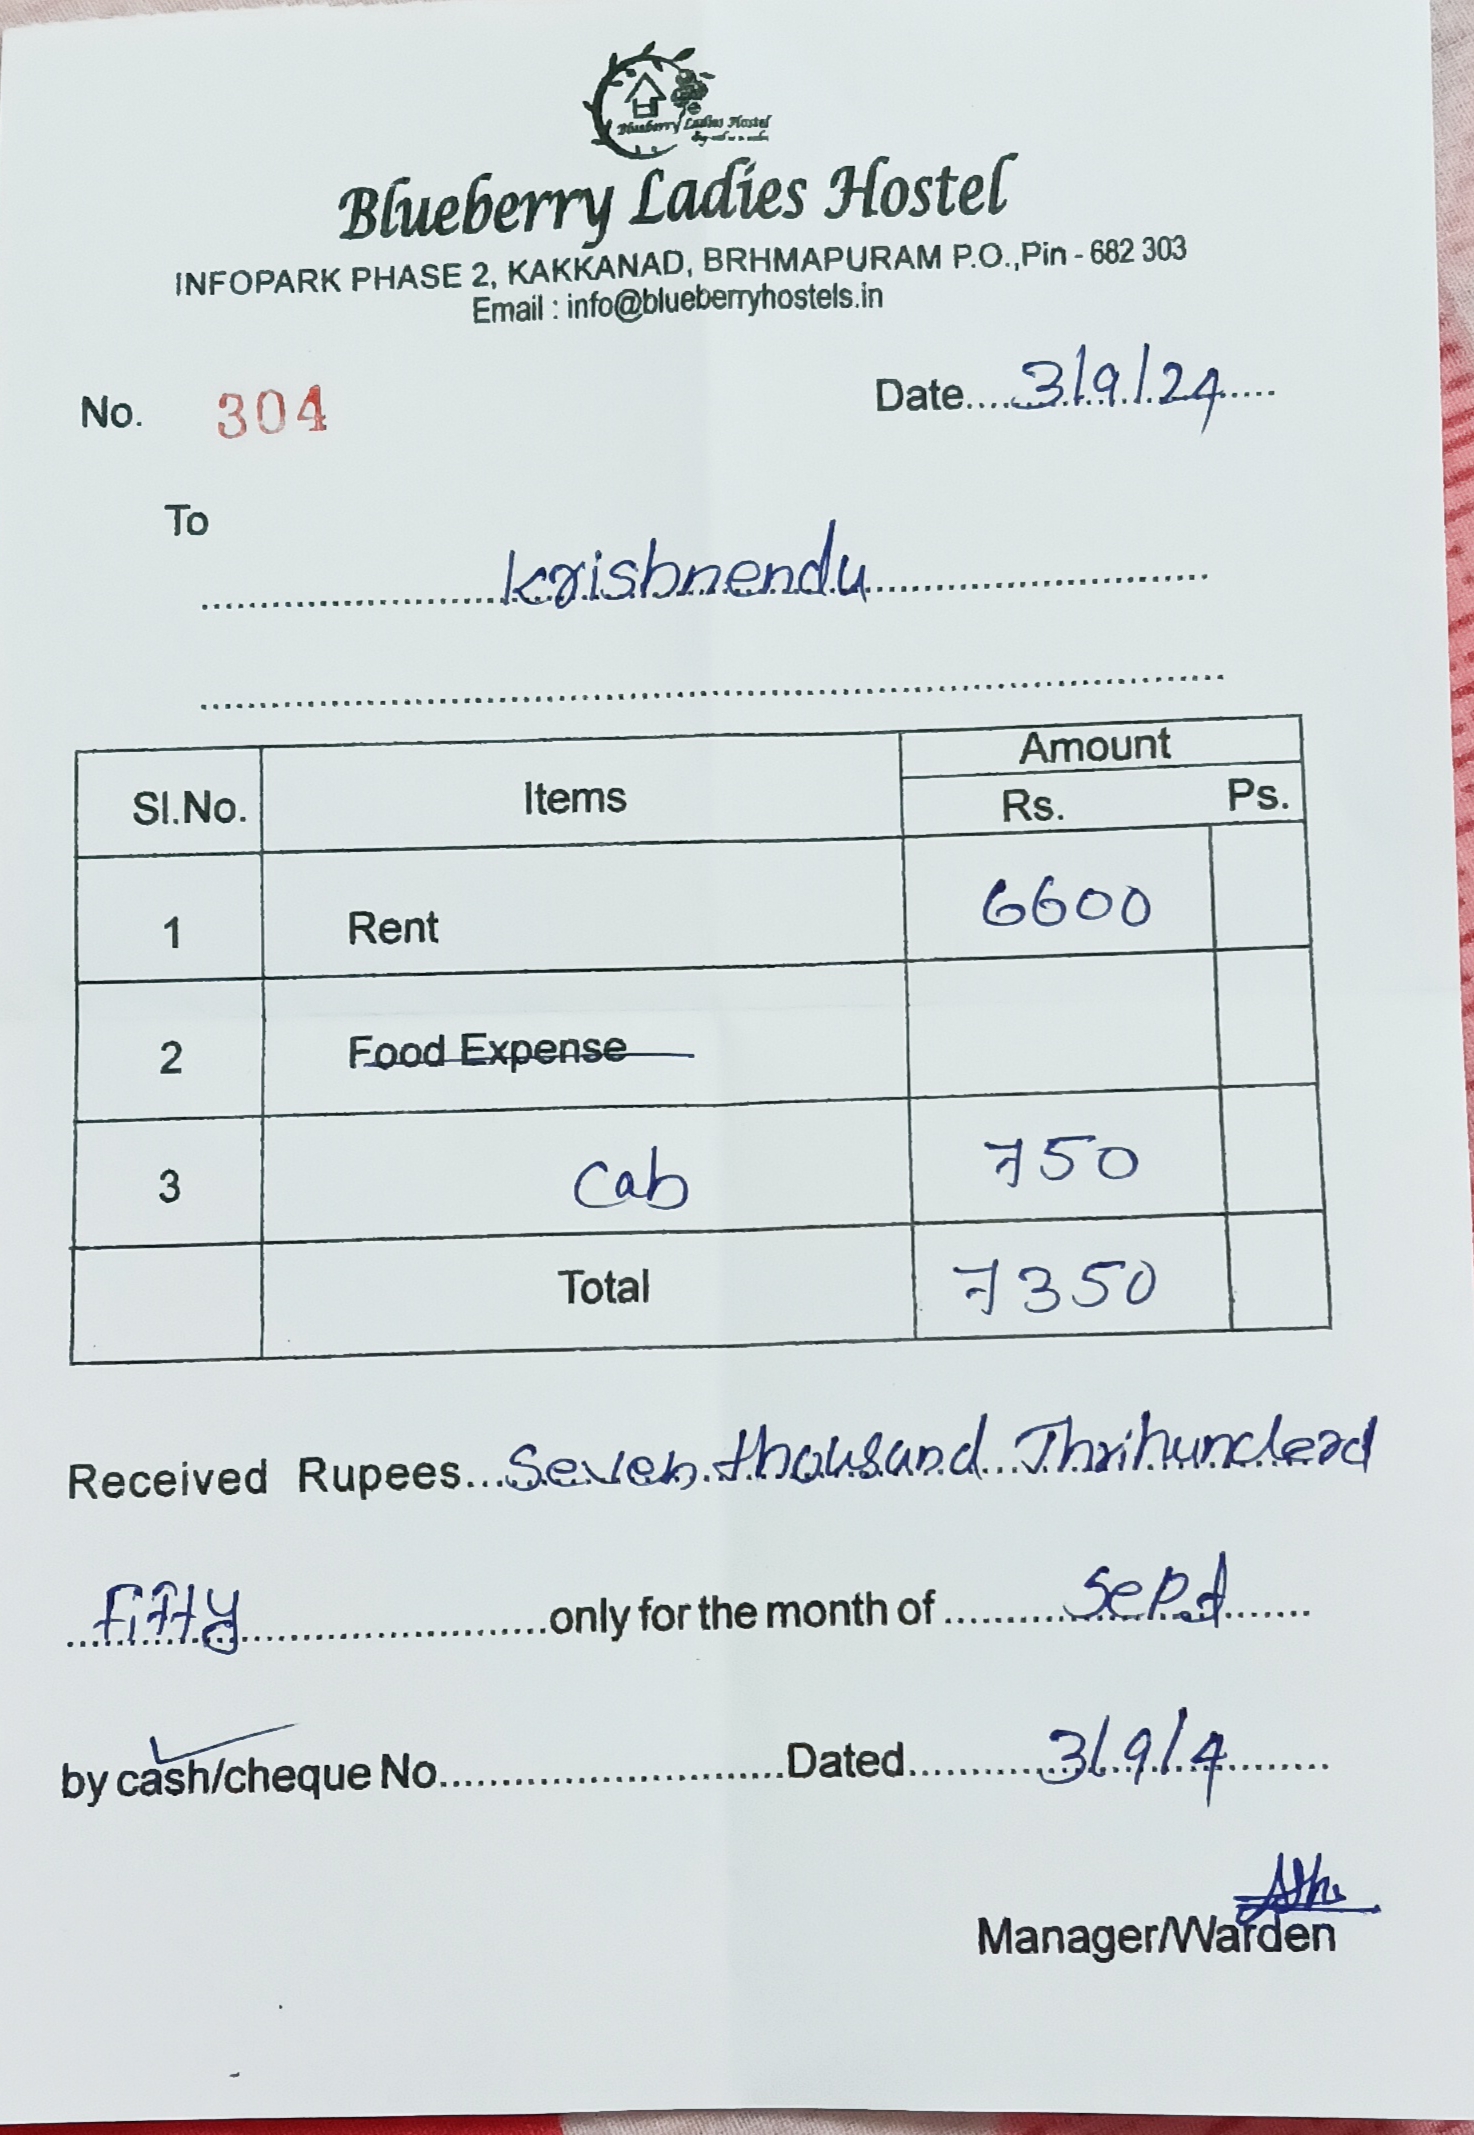 Blueberry Ladies Hostel
Blueberry Ladies Hostel
INFOPARK PHASE 2, KAKKANAD, BRHMAPURAM P.O.,Pin - 682 303
Email : info@blueberryhostels.in
No. 304 Date....3/9/24....
To
krishnendu
Sl.No. Items Amount
Rs. Ps.
1 Rent 6600
2 Food Expense
3 Cab 750
Total 7350
Received Rupees...Seven thousand Thrihunderd
fifty only for the month of Sept
by cash/cheque No. Dated 3/9/4
Manager/Warden